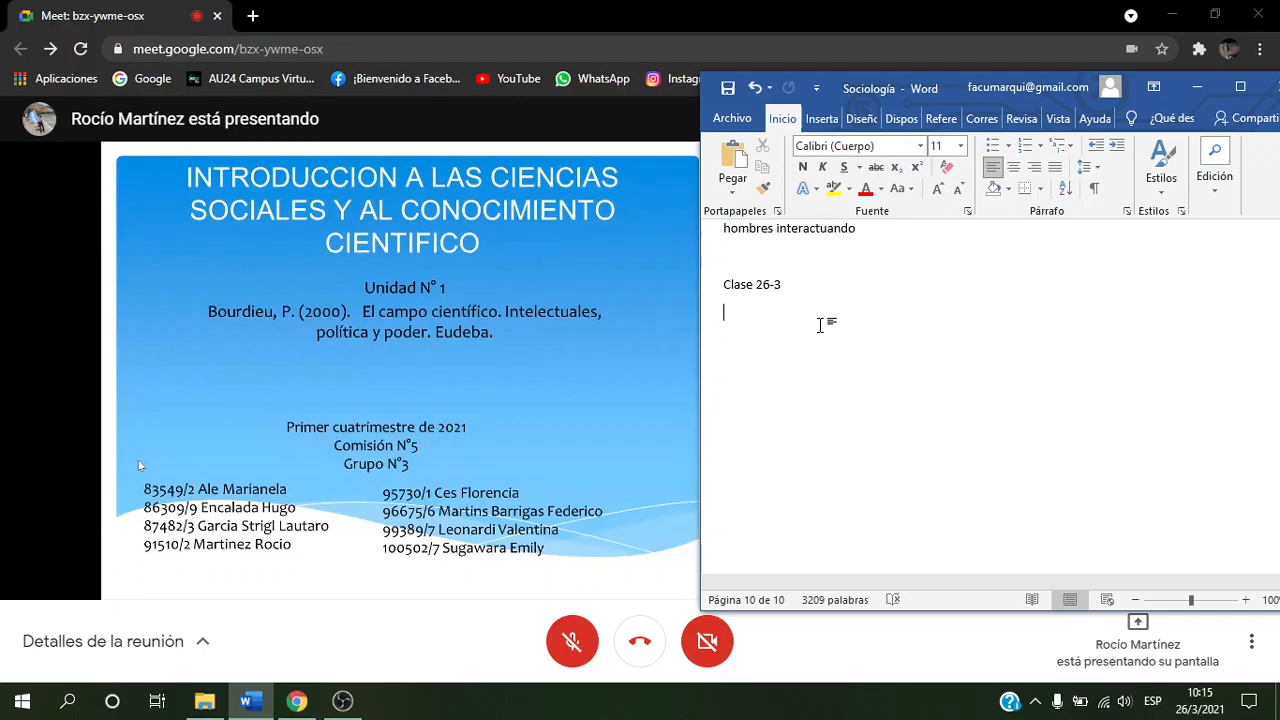 Meet: bzx-ywme-osx
meet.google.com/bzx-ywme-osx
Aplicaciones
Google
AU24 Campus Virtu...
¡Bienvenido a Faceb...
YouTube
WhatsApp
Instag
Rocío Martínez está presentando
INTRODUCCION A LAS CIENCIAS
SOCIALES Y AL CONOCIMIENTO
CIENTIFICO
Unidad N° 1
Bourdieu, P. (2000). El campo científico. Intelectuales,
política y poder. Eudeba.
Primer cuatrimestre de 2021
Comisión N°5
Grupo N°3
83549/2 Ale Marianela
86309/9 Encalada Hugo
87482/3 Garcia Strigl Lautaro
91510/2 Martinez Rocio
95730/1 Ces Florencia
96675/6 Martins Barrigas Federico
99389/7 Leonardi Valentina
100502/7 Sugawara Emily
Sociología - Word
facumarqui@gmail.com
Archivo
Inicio
Inserta
Diseño
Dispos
Refere
Corres
Revisa
Vista
Ayuda
¿Qué des
Comparti
Pegar
Calibri (Cuerpo)
11
N K S abc x₂ x²
Aa
Estilos
Edición
Portapapeles
Fuente
Párrafo
Estilos
hombres interactuando
Clase 26-3
Página 10 de 10
3209 palabras
100%
Detalles de la reunión
Rocío Martínez
está presentando su pantalla
ESP
10:15
26/3/2021